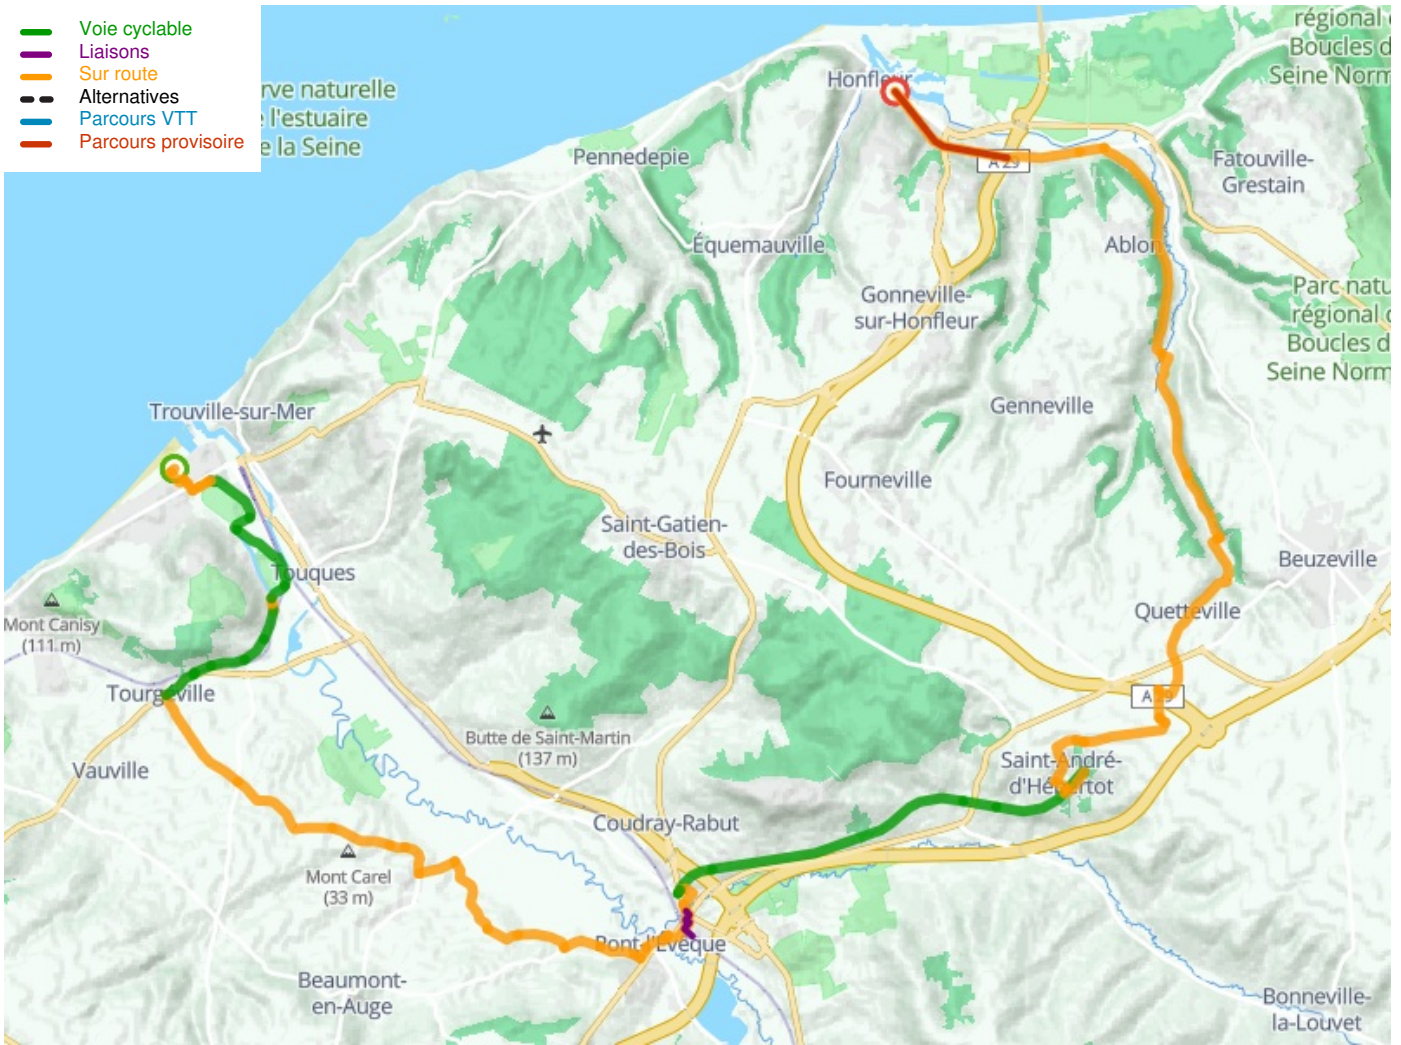 Voie cyclable
Liaisons
Sur route
Alternatives
Parcours VTT
Parcours provisoire
rve naturelle
l'estuaire
e la Seine
régional
Boucles d
Seine Norm
Honfleur
Pennedepie
A 29
Fatouville-
Grestain
Équemauville
Ablon
Gonneville-
sur-Honfleur
Parc natu
régional
Boucles d
Seine Norm
Trouville-sur-Mer
Genneville
Fourneville
Saint-Gatien-
des-Bois
Beuzeville
Touques
Mont Canisy
(111 m)
Quetteville
Tourgéville
A 29
Butte de Saint-Martin
(137 m)
Vauville
Saint-André-
d'Hébertot
Coudray-Rabut
Mont Carel
(33 m)
Pont-l'Évêque
Beaumont-
en-Auge
Bonneville-
la-Louvet